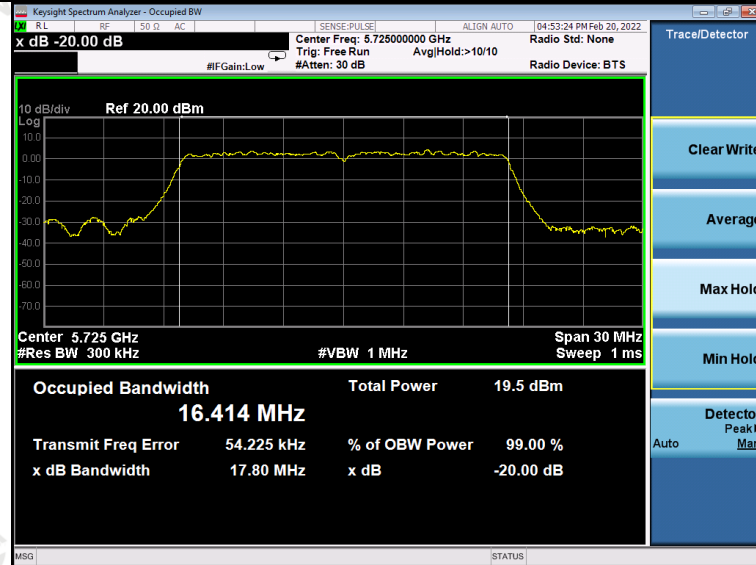 Keysight Spectrum Analyzer - Occupied BW
LXI RL RF 50 Ω AC SENSE:PULSE ALIGN AUTO 04:53:24 PM Feb 20, 2022
x dB -20.00 dB
Center Freq: 5.725000000 GHz Radio Std: None
Trig: Free Run Avg|Hold:>10/10
#IFGain:Low #Atten: 30 dB Radio Device: BTS
10 dB/div Ref 20.00 dBm
Log
10.0
0.00
-10.0
-20.0
-30.0
-40.0
-50.0
-60.0
-70.0
Center 5.725 GHz Span 30 MHz
#Res BW 300 kHz #VBW 1 MHz Sweep 1 ms
Occupied Bandwidth Total Power 19.5 dBm
16.414 MHz
Transmit Freq Error 54.225 kHz % of OBW Power 99.00 %
x dB Bandwidth 17.80 MHz x dB -20.00 dB
MSG STATUS
Trace/Detector
Clear Write
Average
Max Hold
Min Hold
Detector
Peak
Auto Man